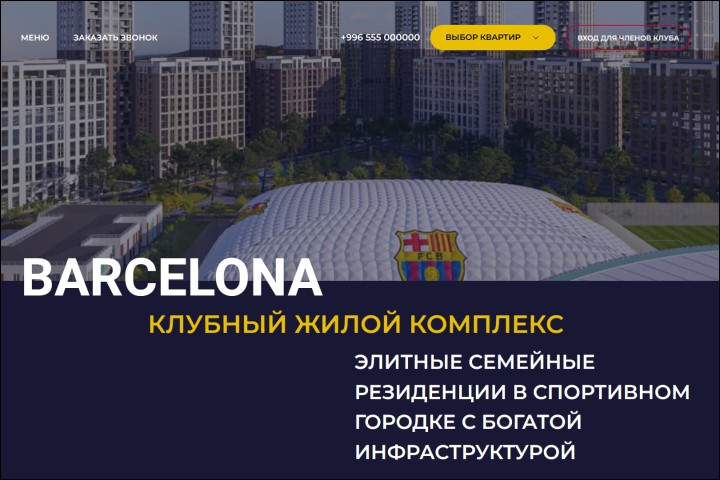 МЕНЮ ЗАКАЗАТЬ ЗВОНОК +996 555 000000 ВЫБОР КВАРТИР ВХОД ДЛЯ ЧЛЕНОВ КЛУБА
FCB
BARCELONA
КЛУБНЫЙ ЖИЛОЙ КОМПЛЕКС
ЭЛИТНЫЕ СЕМЕЙНЫЕ
РЕЗИДЕНЦИИ В СПОРТИВНОМ
ГОРОДКЕ С БОГАТОЙ
ИНФРАСТРУКТУРОЙ